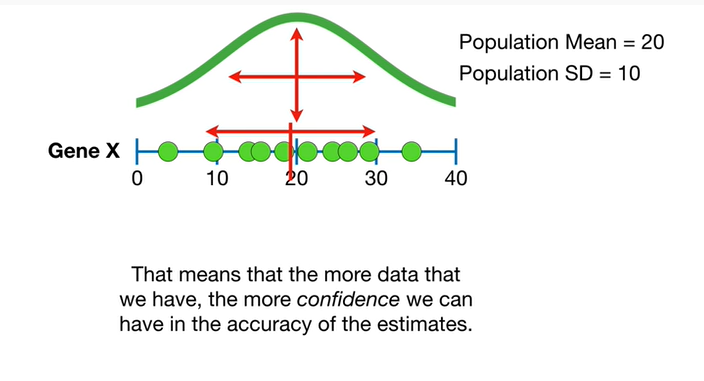 Population Mean = 20
Population SD = 10
Gene X
0 10 20 30 40
That means that the more data that
we have, the more confidence we can
have in the accuracy of the estimates.